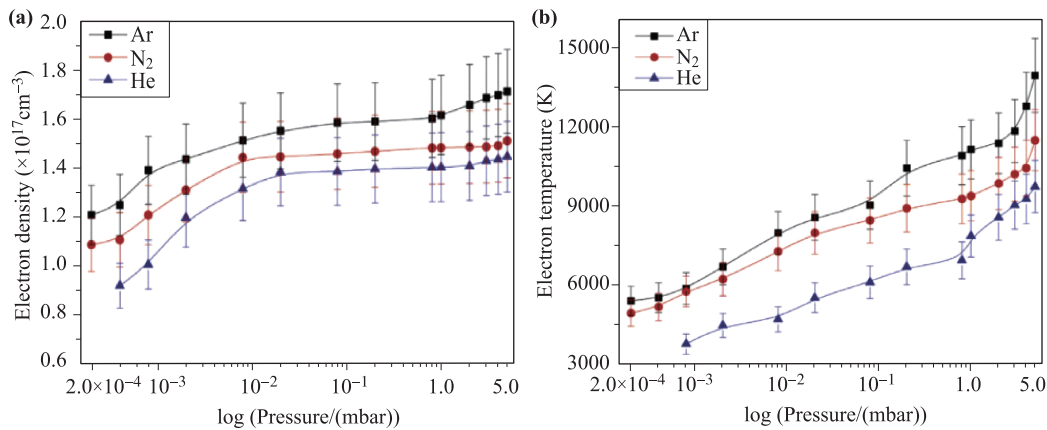 (a)
Ar
N₂
He
2.0
1.8
1.6
1.4
1.2
1.0
0.8
0.6
Electron density (×10¹⁷cm⁻³)
2.0×10⁻⁴ 10⁻³ 10⁻² 10⁻¹ 1.0 5.0
log (Pressure/(mbar))
(b)
Ar
N₂
He
15000
12000
9000
6000
3000
Electron temperature (K)
2.0×10⁻⁴ 10⁻³ 10⁻² 10⁻¹ 1.0 5.0
log (Pressure/(mbar))